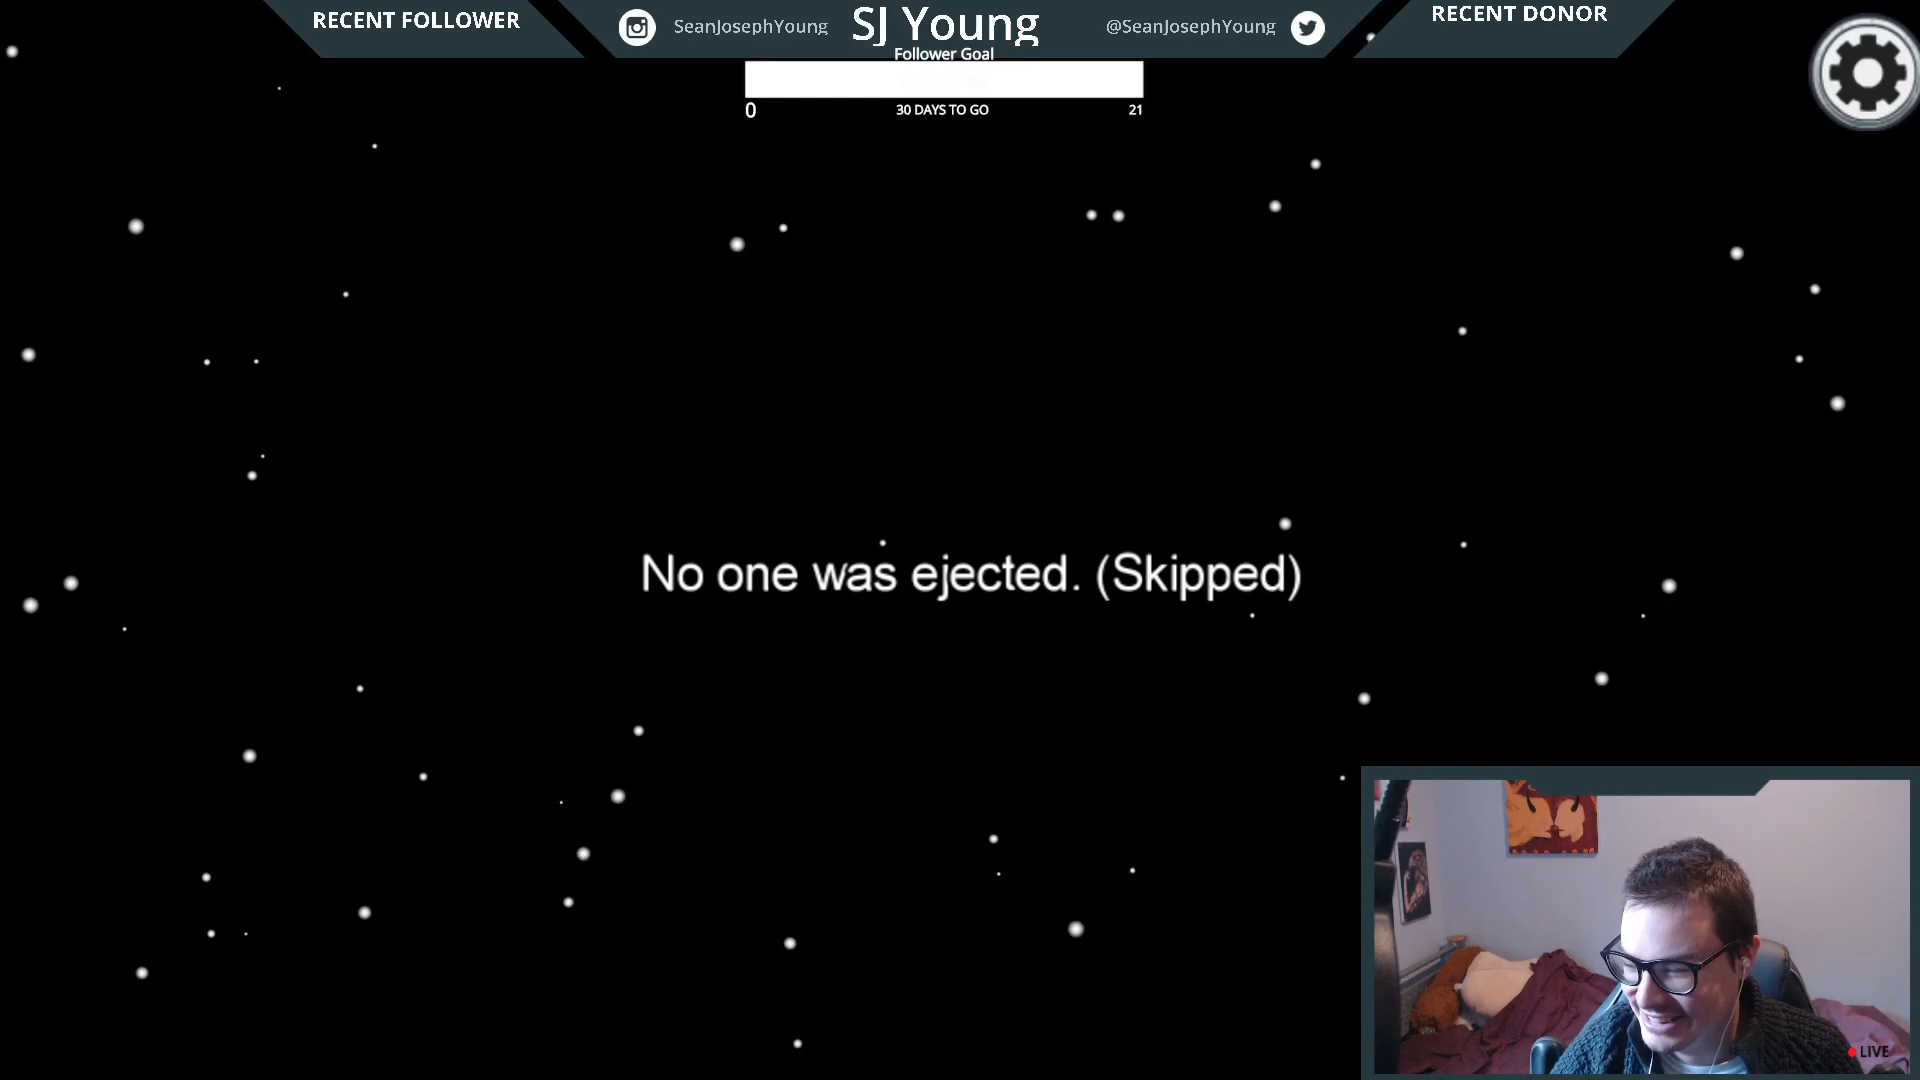 RECENT FOLLOWER
SeanJosephYoung
SJ Young
@SeanJosephYoung
RECENT DONOR
Follower Goal
0
30 DAYS TO GO
21
No one was ejected. (Skipped)
LIVE